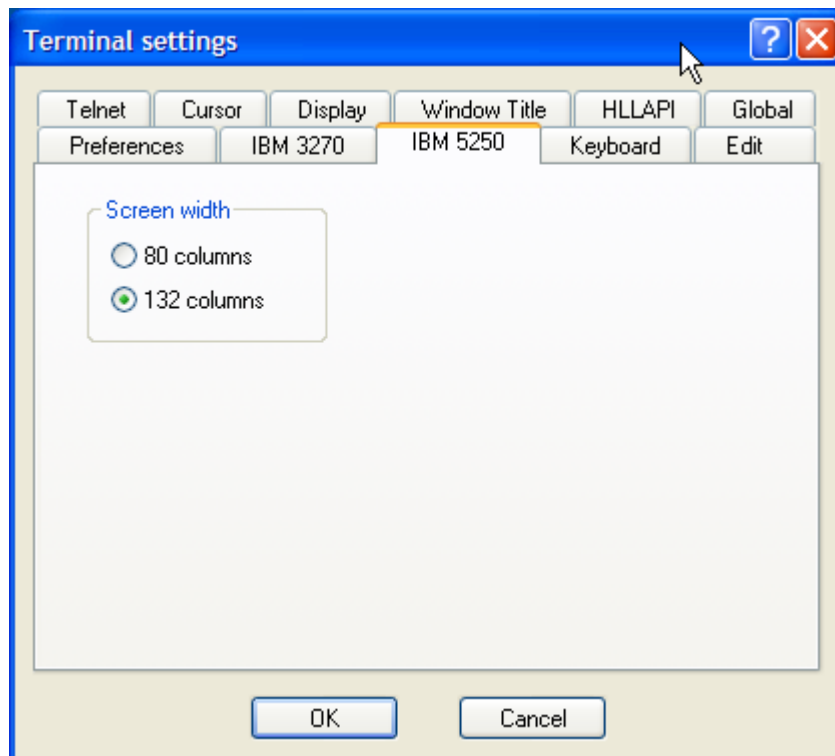 Terminal settings ?
Telnet Cursor Display Window Title HLLAPI Global
Preferences IBM 3270 IBM 5250 Keyboard Edit
Screen width
80 columns
132 columns
OK Cancel